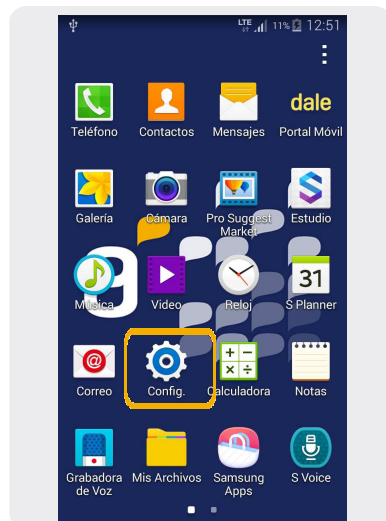 LTE 11% 12:51
dale
Teléfono Contactos Mensajes Portal Móvil
Galería Cámara Pro Suggest Market Estudio
31
Música Video Reloj S Planner
@
Correo Config. Calculadora Notas
Grabadora de Voz Mis Archivos Samsung Apps S Voice